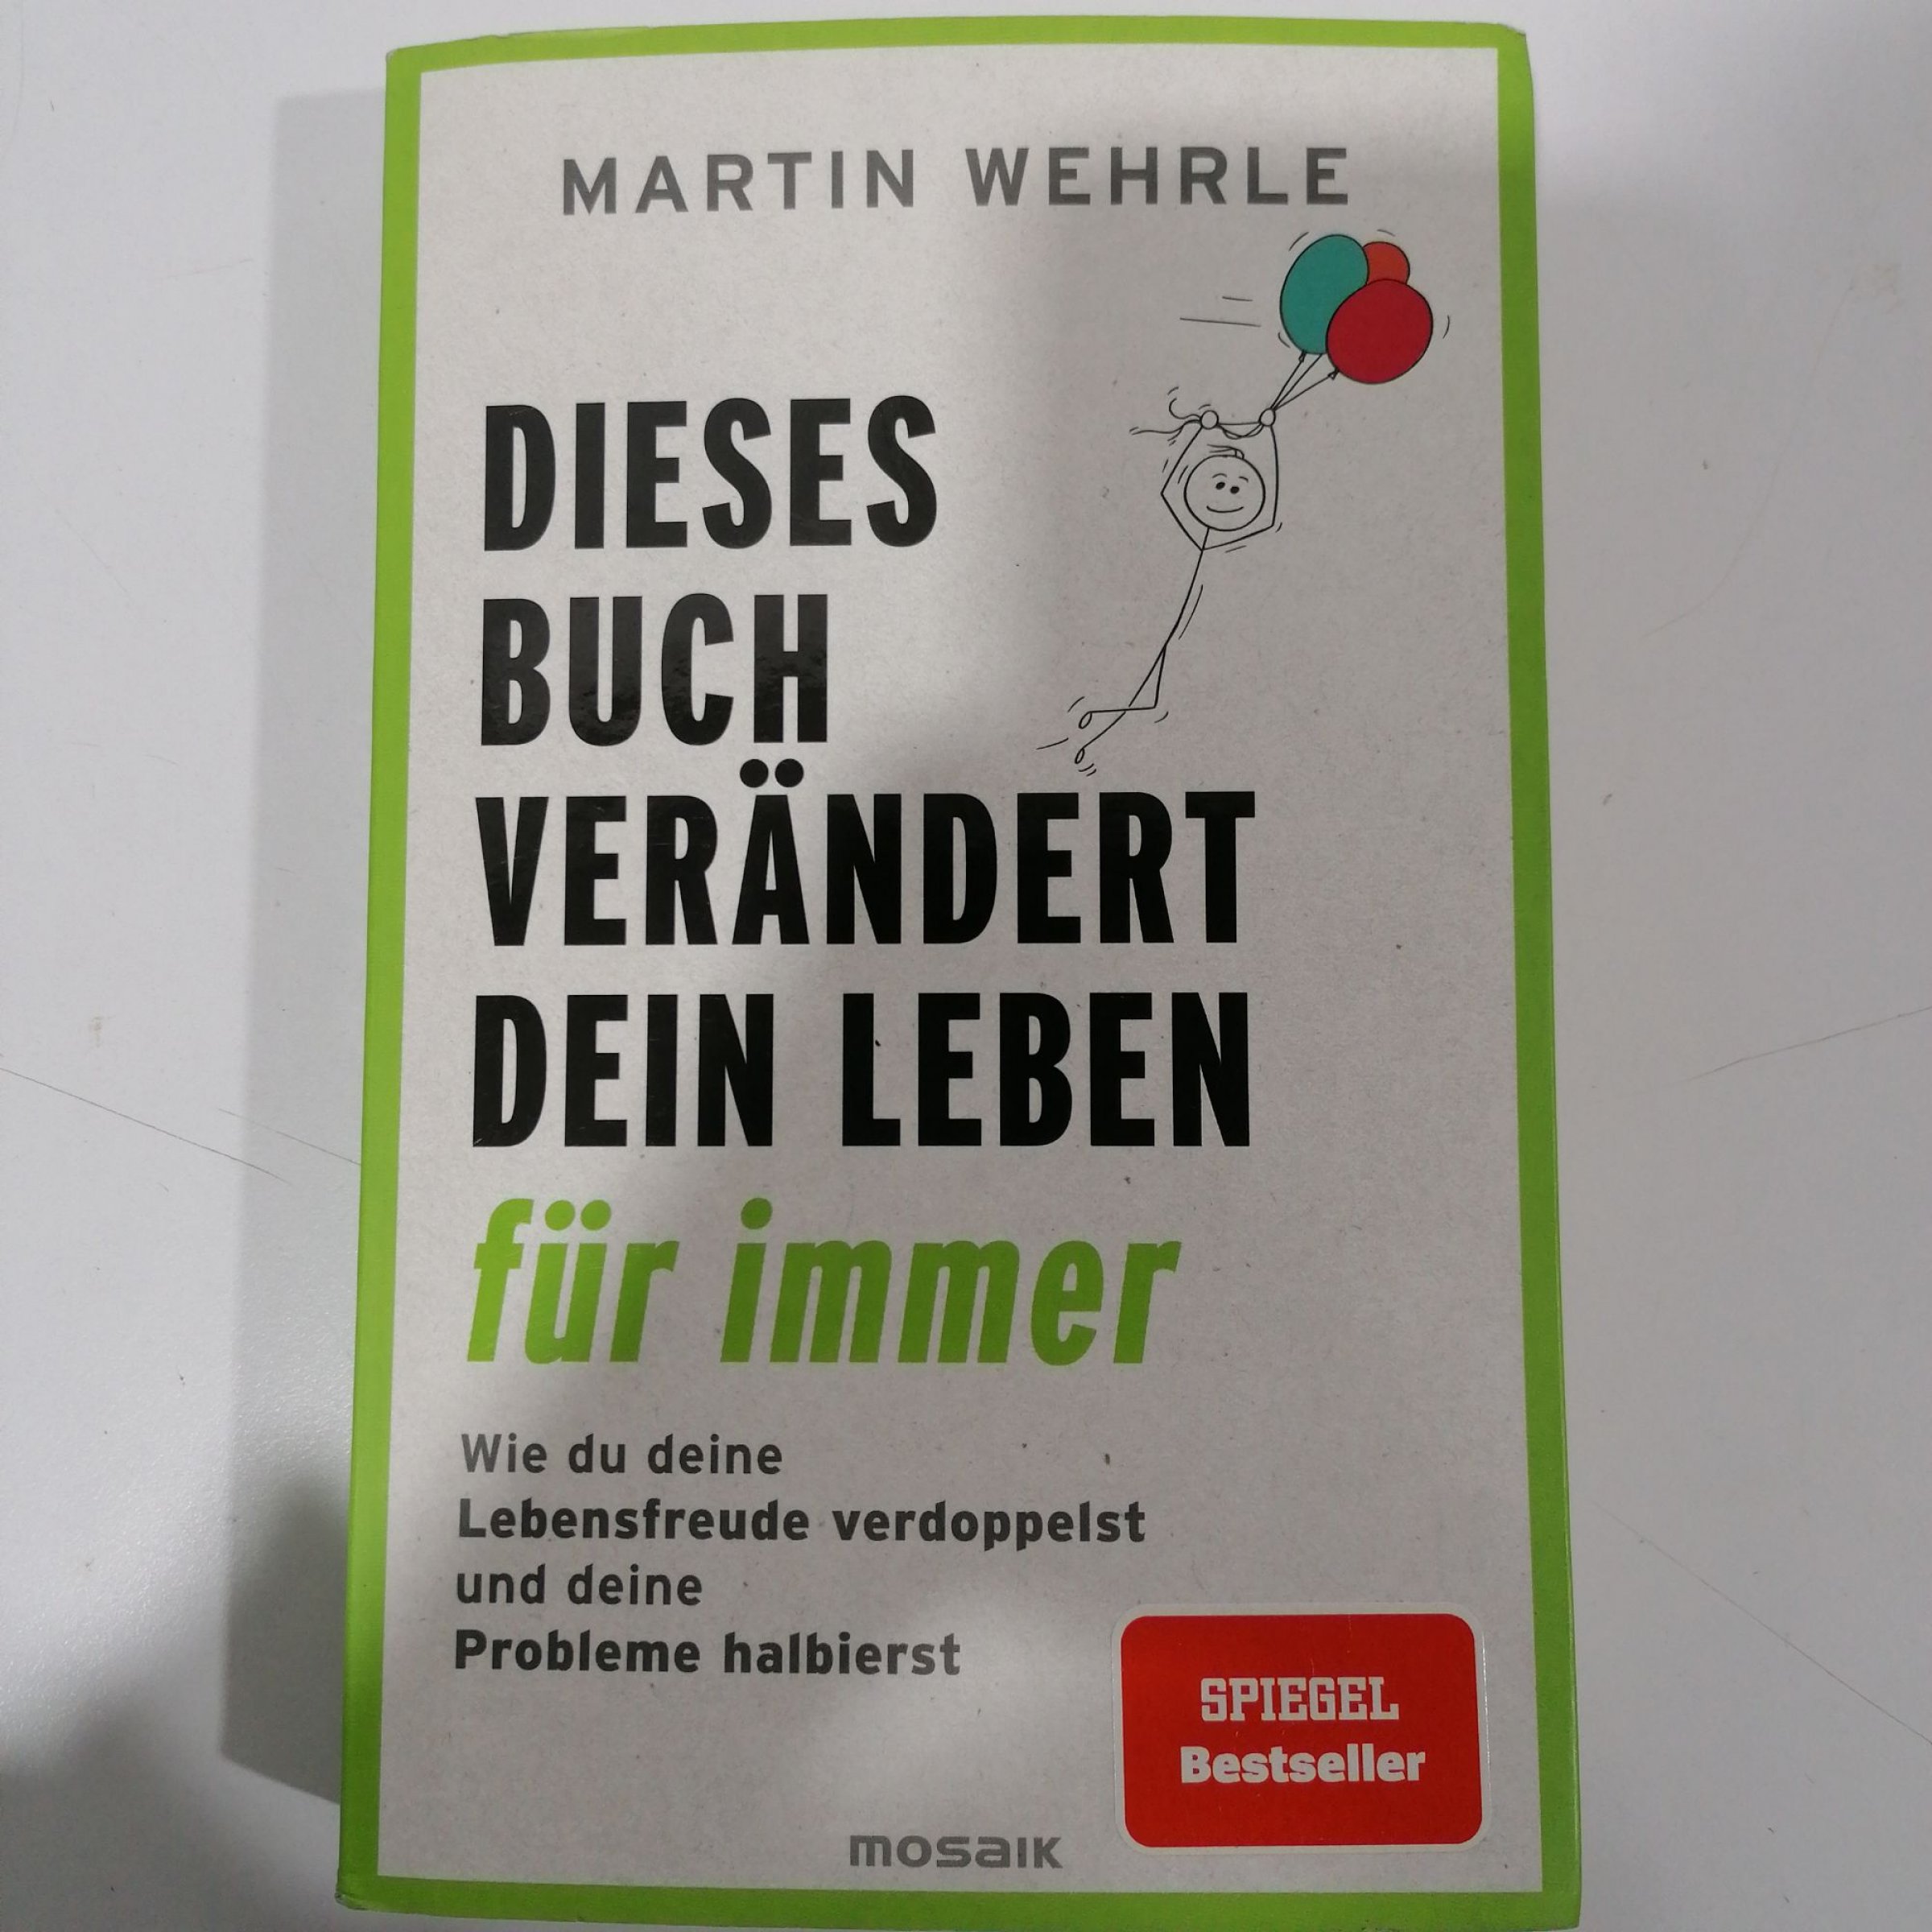 MARTIN WEHRLE
DIESES
BUCH
VERÄNDERT
DEIN LEBEN
für immer
Wie du deine
Lebensfreude verdoppelst
und deine
Probleme halbierst
SPIEGEL
Bestseller
mosaik